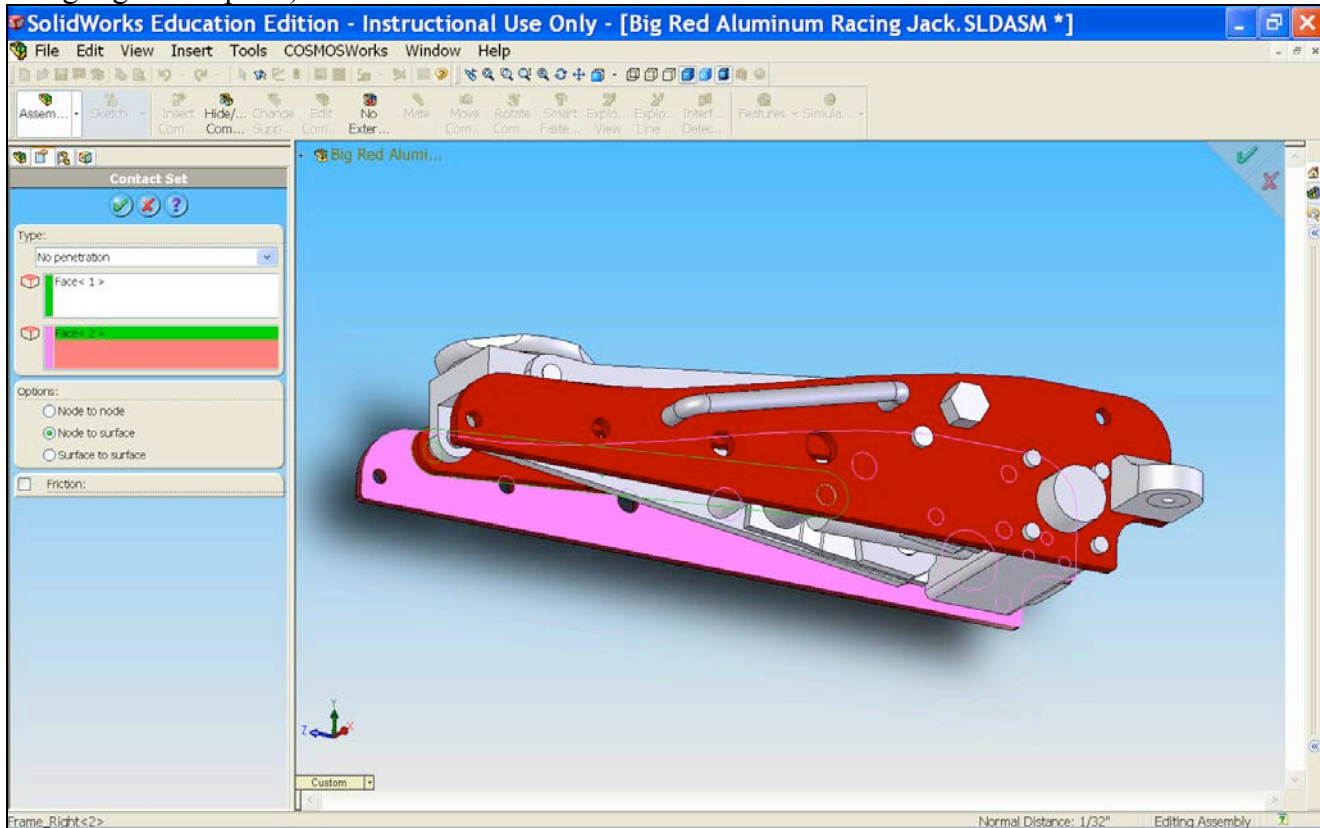 SolidWorks Education Edition - Instructional Use Only - [Big Red Aluminum Racing Jack.SLDASM *]
File Edit View Insert Tools COSMOSWorks Window Help
Assem... Sketch Insert Hide/... Change Edit No Mate Move Rotate Smart Explo... Explo... Interf... Features Simula...
Com... Com... Supp... Com... Exter... Com... Com... Faste... View Line ... Detec...
Big Red Alumi...
Contact Set
Type:
No penetration
Face< 1 >
Face< 2 >
Options:
Node to node
Node to surface
Surface to surface
Friction:
Y
Z X
Custom
Frame_Right<2> Normal Distance: 1/32" Editing Assembly